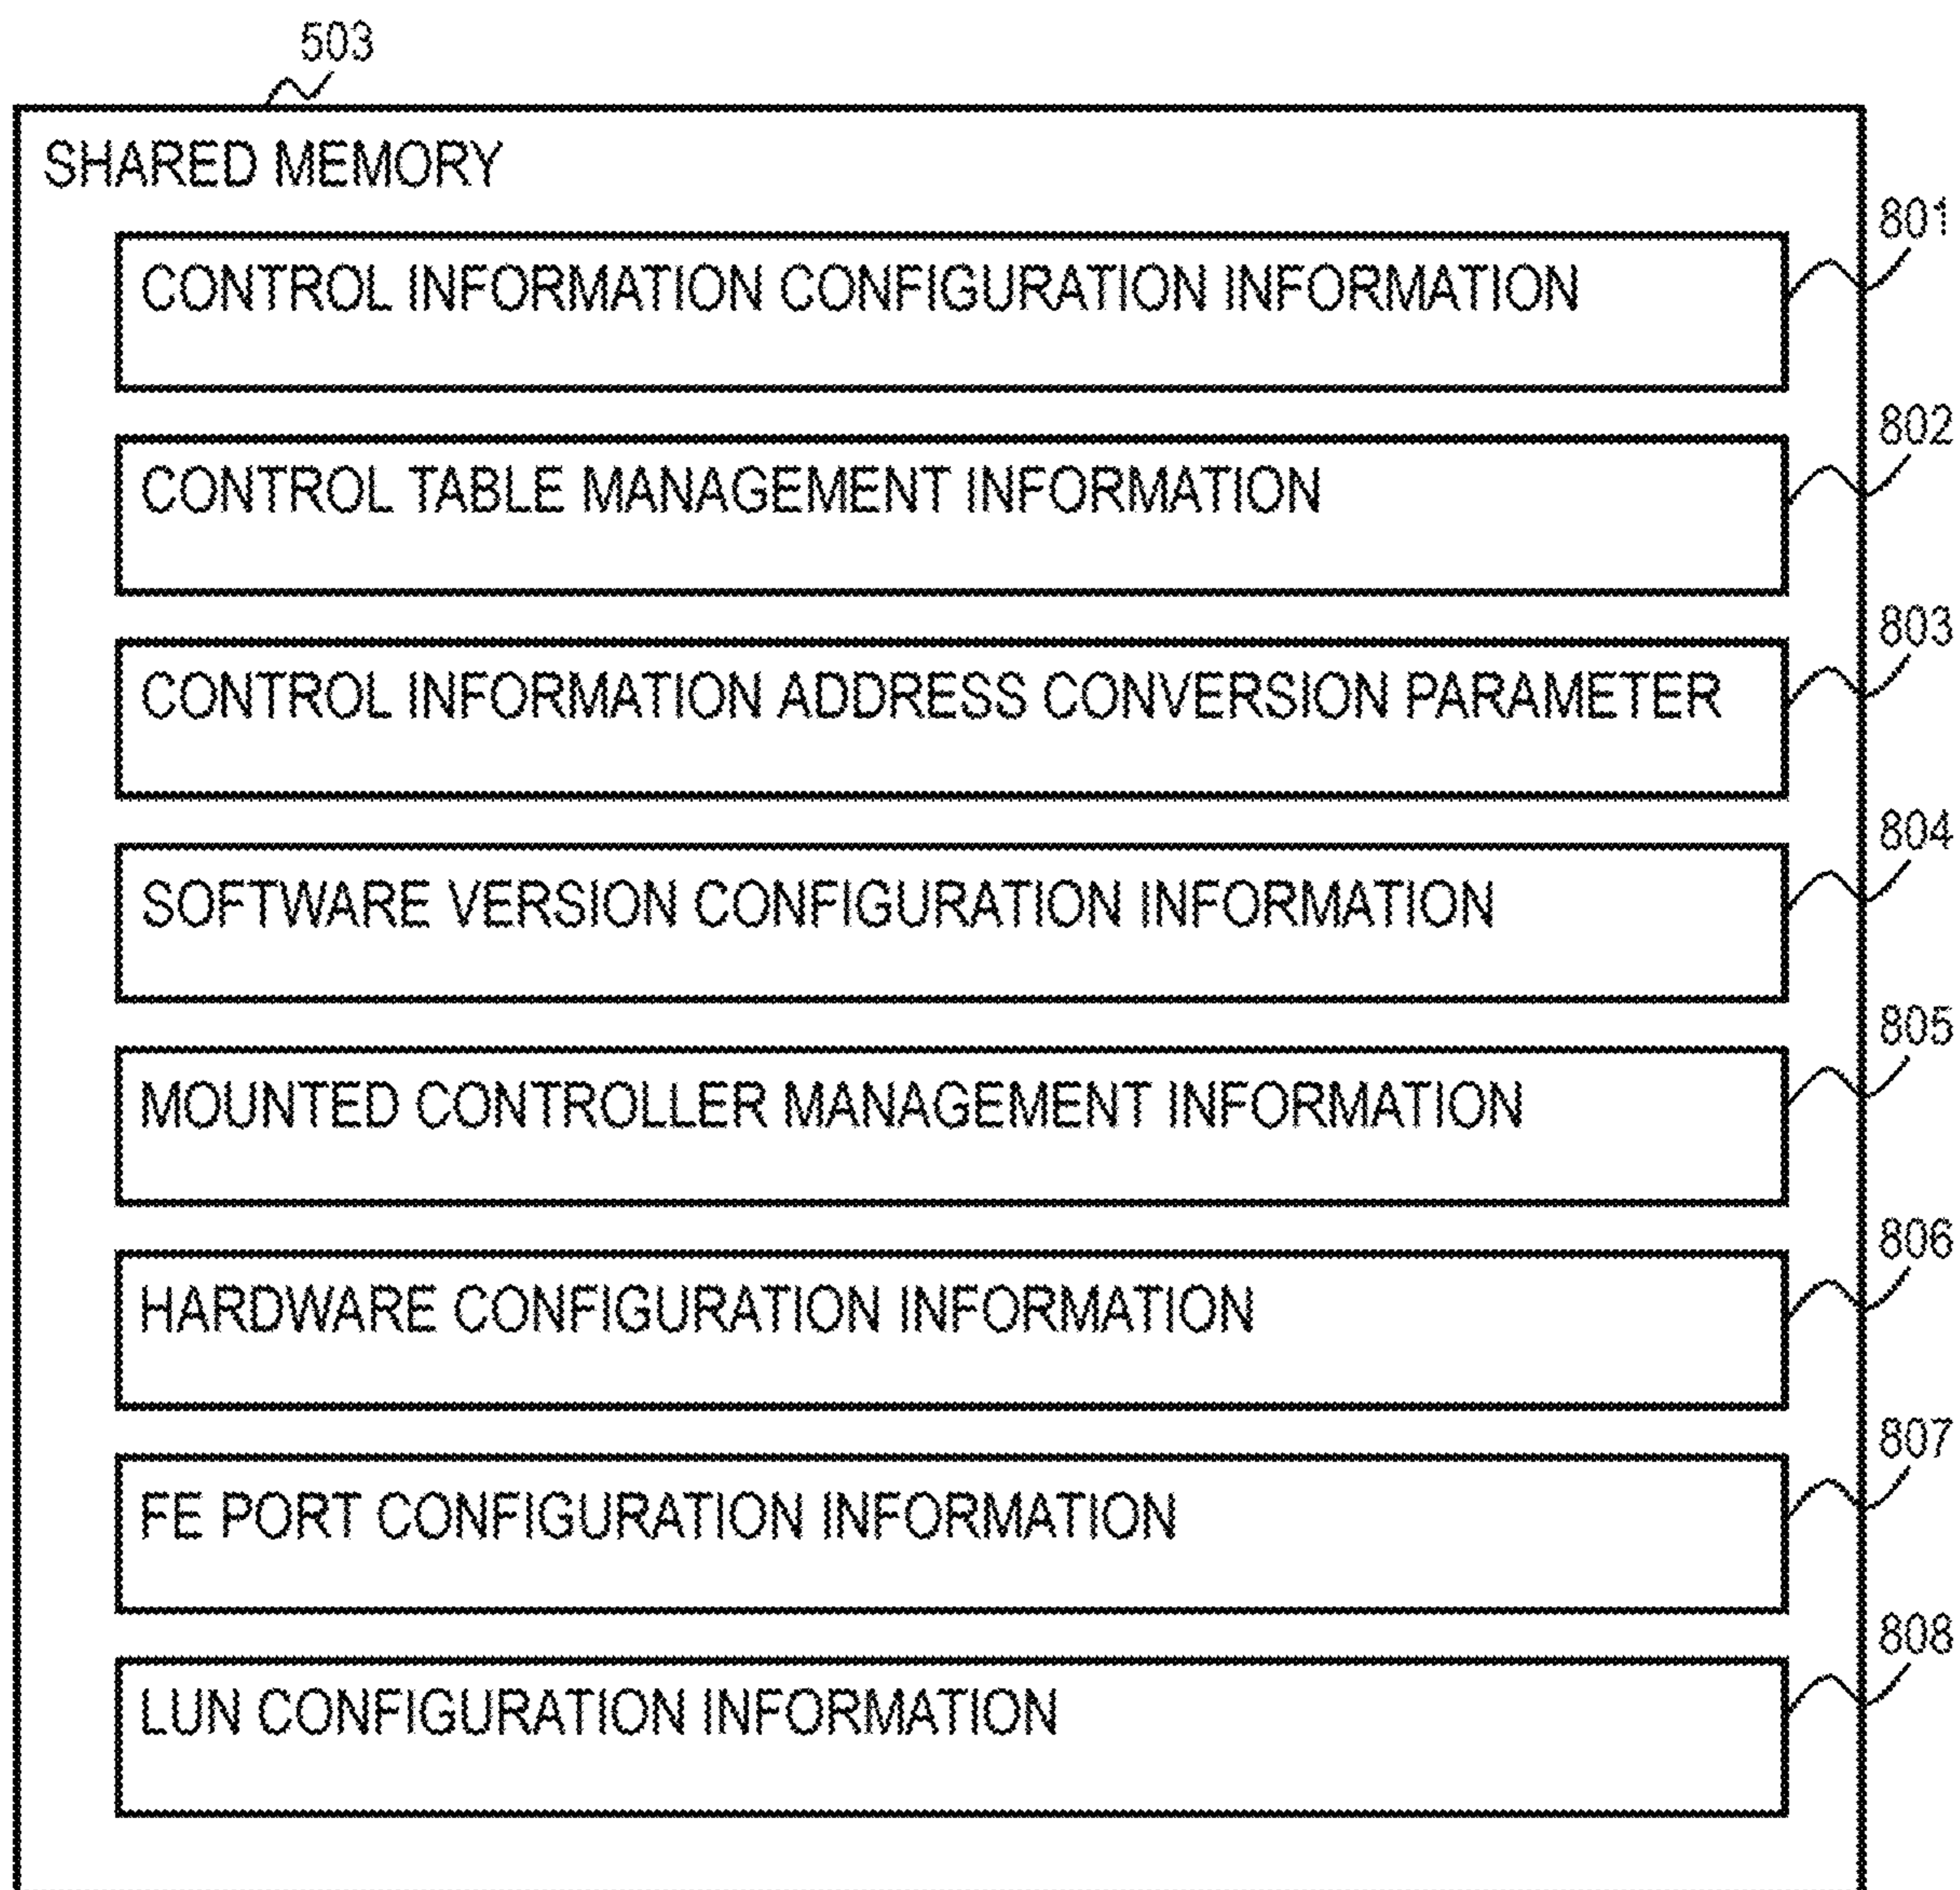 503
SHARED MEMORY
801
CONTROL INFORMATION CONFIGURATION INFORMATION
802
CONTROL TABLE MANAGEMENT INFORMATION
803
CONTROL INFORMATION ADDRESS CONVERSION PARAMETER
804
SOFTWARE VERSION CONFIGURATION INFORMATION
805
MOUNTED CONTROLLER MANAGEMENT INFORMATION
806
HARDWARE CONFIGURATION INFORMATION
807
FE PORT CONFIGURATION INFORMATION
808
LUN CONFIGURATION INFORMATION